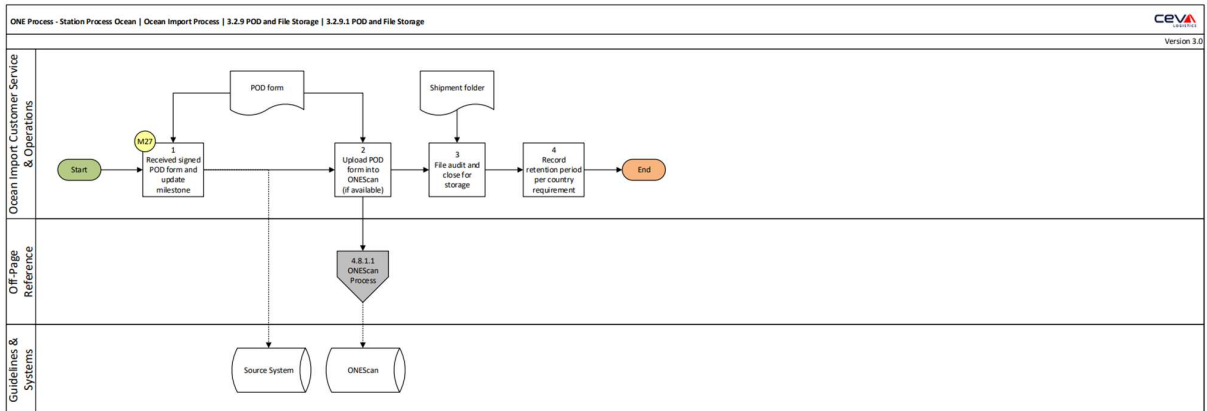 ONE Process - Station Process Ocean | Ocean Import Process | 3.2.9 POD and File Storage | 3.2.9.1 POD and File Storage
CEVA
LOGISTICS
Version 3.0
Ocean Import Customer Service
& Operations
POD form
Shipment folder
M27
Start
1
Received signed
POD form and
update
milestone
2
Upload POD
form into
ONEScan
(if available)
3
File audit and
close for
storage
4
Record
retention period
per country
requirement
End
Off-Page
Reference
4.8.1.1
ONEScan
Process
Guidelines &
Systems
Source System
ONEScan